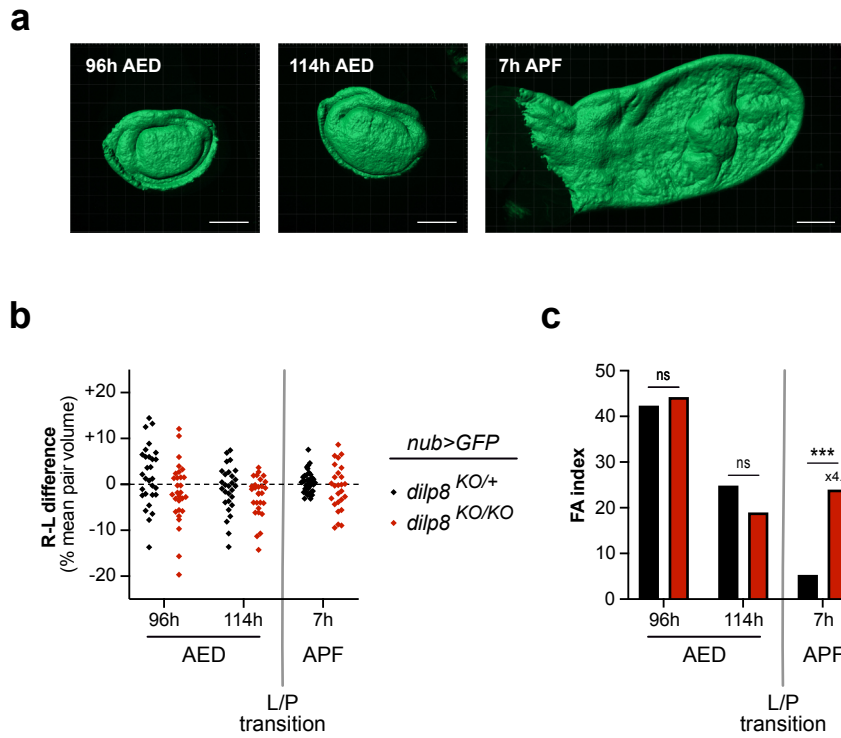 a
96h AED
114h AED
7h APF
b
R-L difference
(% mean pair volume)
+20
+10
0
-10
-20
96h
114h
7h
AED
APF
L/P
transition
nub>GFP
dilp8 KO/+
dilp8 KO/KO
c
FA index
50
40
30
20
10
0
ns
ns
***
x4.
96h
114h
7h
AED
APF
L/P
transition